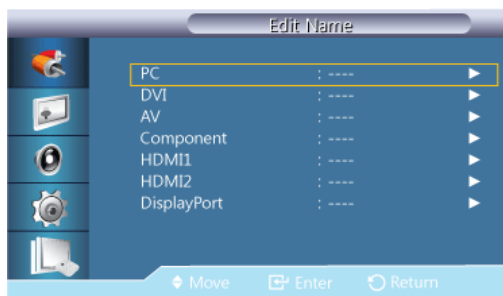 Edit Name
PC : ---- ►
DVI : ---- ►
AV : ---- ►
Component : ---- ►
HDMI1 : ---- ►
HDMI2 : ---- ►
DisplayPort : ---- ►
Move Enter Return